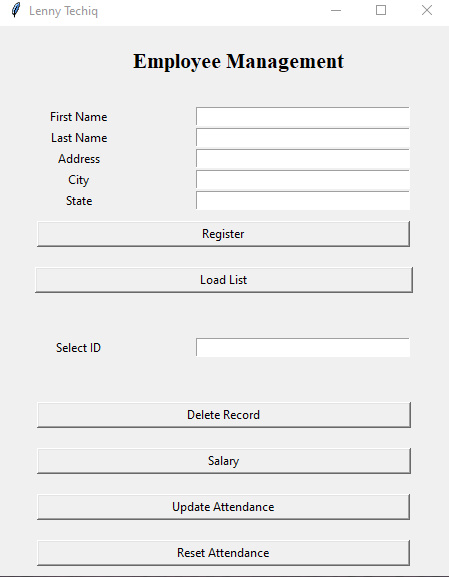 Lenny Techiq
Employee Management
First Name
Last Name
Address
City
State
Register
Load List
Select ID
Delete Record
Salary
Update Attendance
Reset Attendance